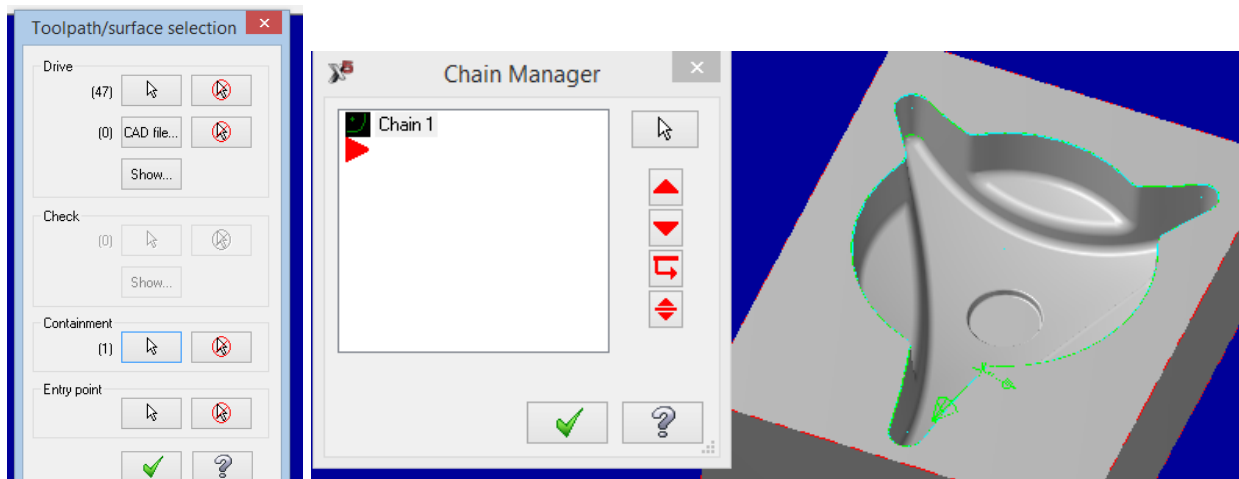 Toolpath/surface selection
Drive
(47)
(0) CAD file...
Show...
Check
(0)
Show...
Containment
(1)
Entry point
?
X5 Chain Manager
Chain 1
?